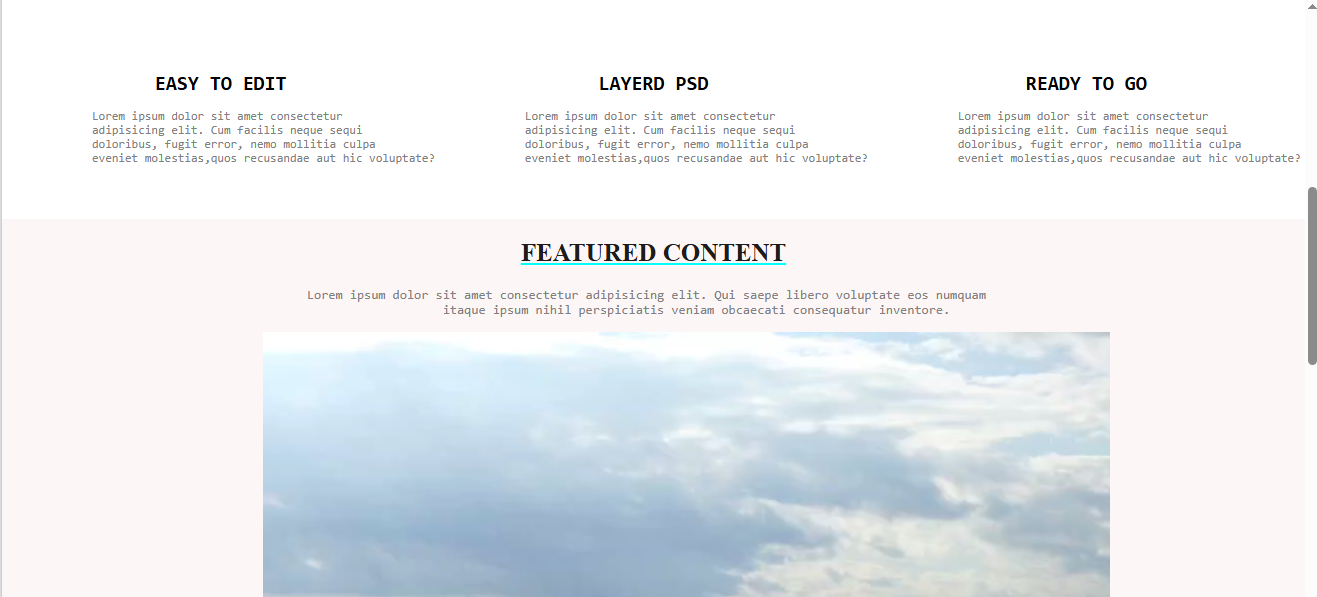 EASY TO EDIT
Lorem ipsum dolor sit amet consectetur
adipisicing elit. Cum facilis neque sequi
doloribus, fugit error, nemo mollitia culpa
eveniet molestias,quos recusandae aut hic voluptate?
LAYERD PSD
Lorem ipsum dolor sit amet consectetur
adipisicing elit. Cum facilis neque sequi
doloribus, fugit error, nemo mollitia culpa
eveniet molestias,quos recusandae aut hic voluptate?
READY TO GO
Lorem ipsum dolor sit amet consectetur
adipisicing elit. Cum facilis neque sequi
doloribus, fugit error, nemo mollitia culpa
eveniet molestias,quos recusandae aut hic voluptate?
FEATURED CONTENT
Lorem ipsum dolor sit amet consectetur adipisicing elit. Qui saepe libero voluptate eos numquam
itaque ipsum nihil perspiciatis veniam obcaecati consequatur inventore.